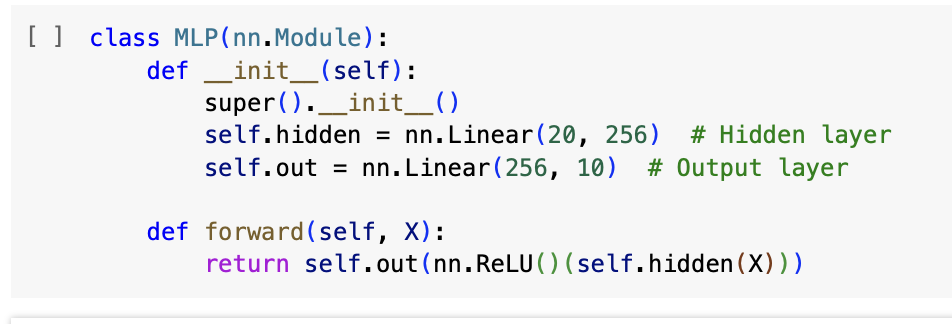 [ ] class MLP(nn.Module):
def __init__(self):
super().__init__()
self.hidden = nn.Linear(20, 256)  # Hidden layer
self.out = nn.Linear(256, 10)  # Output layer
def forward(self, X):
return self.out(nn.ReLU()(self.hidden(X)))